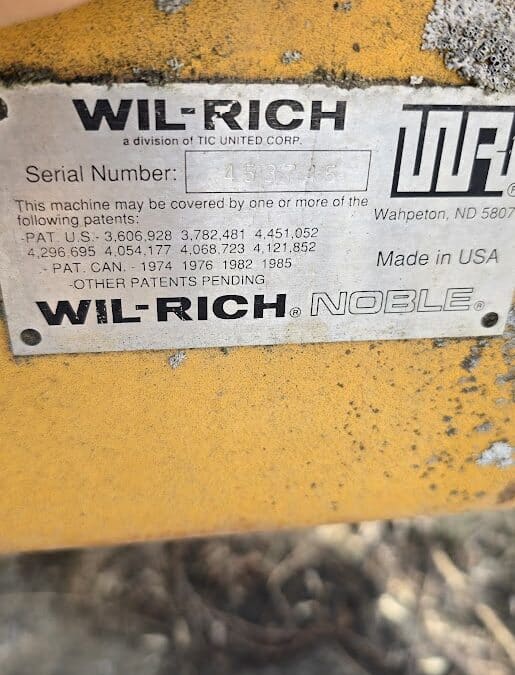 WIL-RICH
a division of TIC UNITED CORP.
Serial Number:
WR®
This machine may be covered by one or more of the
following patents:
Wahpeton, ND 5807
-PAT. U.S.- 3,606,928 3,782,481 4,451,052
4,296,695 4,054,177 4,068,723 4,121,852
- PAT. CAN. - 1974 1976 1982 1985
-OTHER PATENTS PENDING
Made in USA
WIL-RICH® NOBLE®